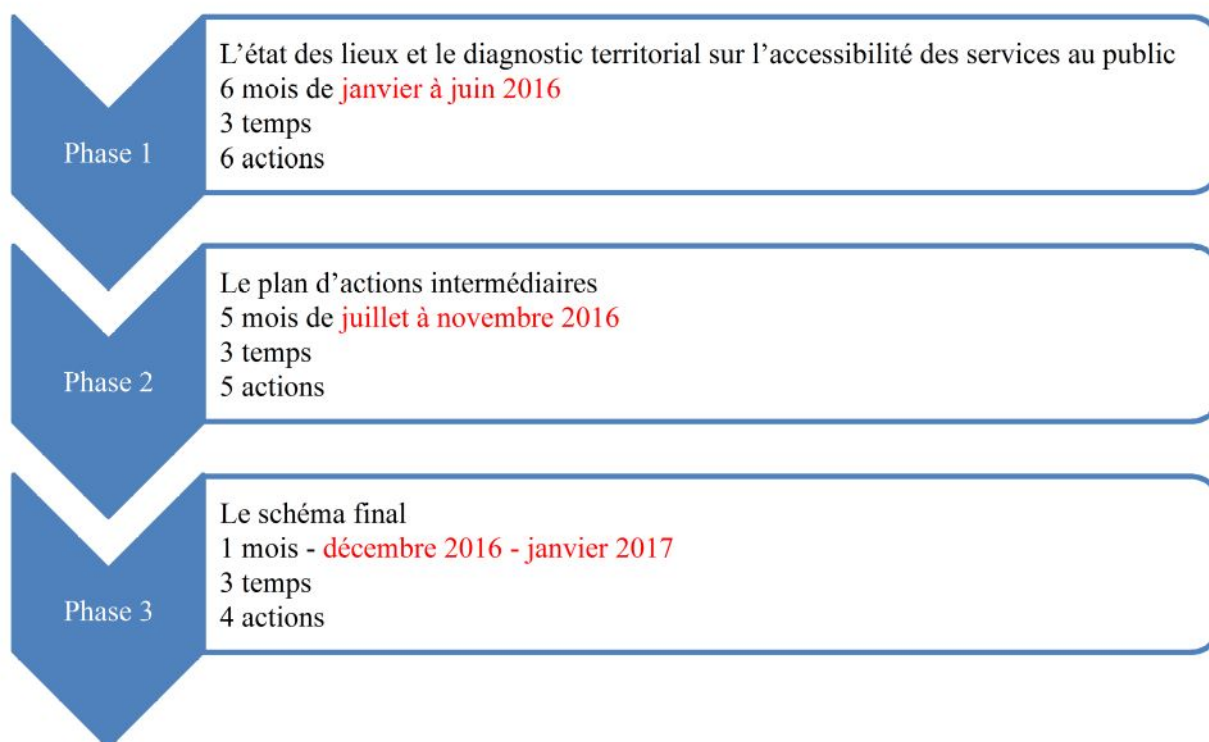 Phase 1
L’état des lieux et le diagnostic territorial sur l’accessibilité des services au public
6 mois de janvier à juin 2016
3 temps
6 actions
Phase 2
Le plan d’actions intermédiaires
5 mois de juillet à novembre 2016
3 temps
5 actions
Phase 3
Le schéma final
1 mois - décembre 2016 - janvier 2017
3 temps
4 actions